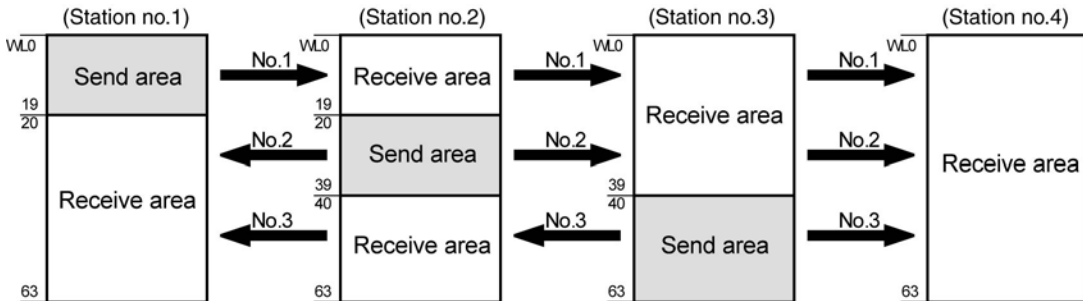 (Station no.1) (Station no.2) (Station no.3) (Station no.4)
WL0 WL0 WL0 WL0
Send area No.1 Receive area No.1 No.1
19 19
20 20
Receive area
No.2 Send area No.2 No.2
Receive area Receive area
39 39
40 40
No.3 Receive area No.3 Send area No.3
63 63 63 63